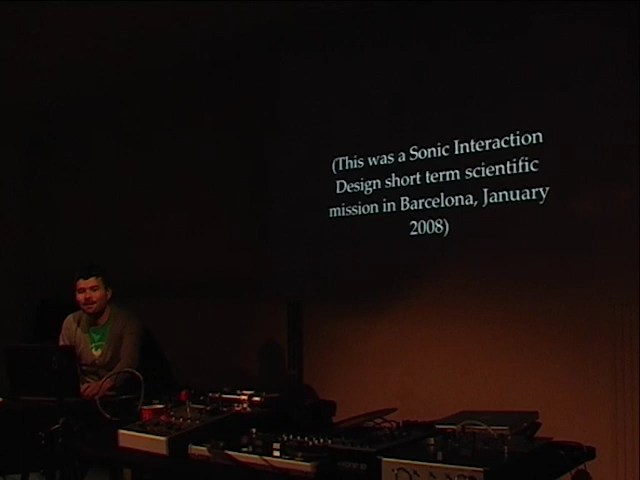 (This was a Sonic Interaction
Design short term scientific
mission in Barcelona, January
2008)